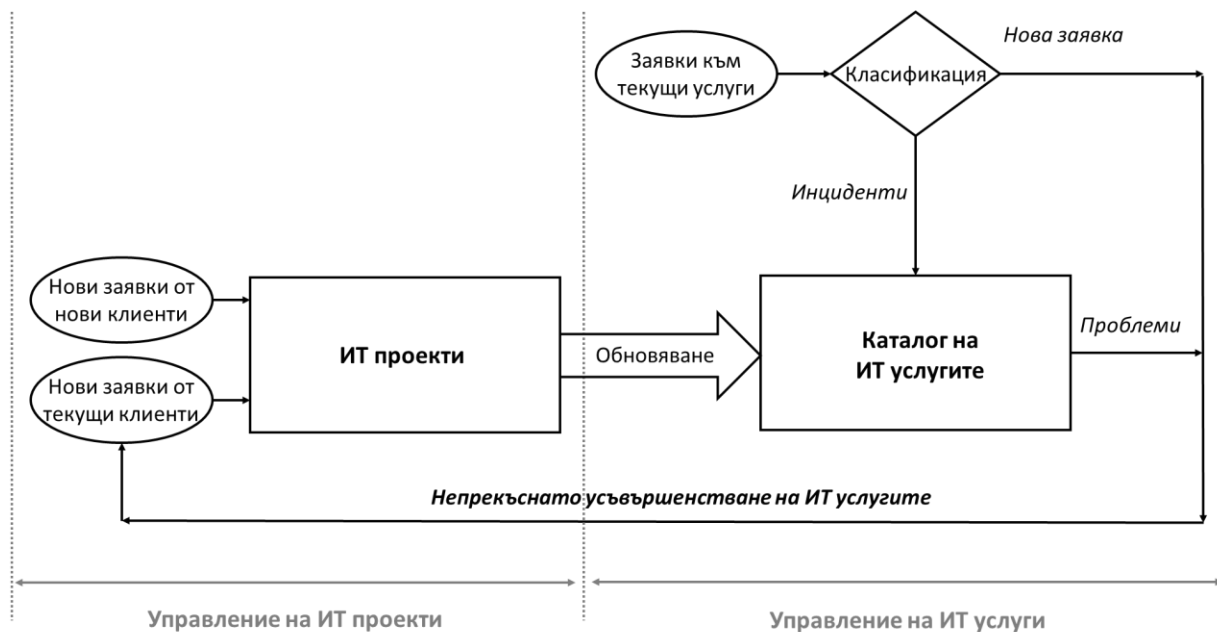 Заявки към
текущи услуги
Класификация
Нова заявка
Инциденти
Нови заявки от
нови клиенти
Нови заявки от
текущи клиенти
ИТ проекти
Обновяване
Каталог на
ИТ услугите
Проблеми
Непрекъснато усъвършенстване на ИТ услугите
Управление на ИТ проекти
Управление на ИТ услуги